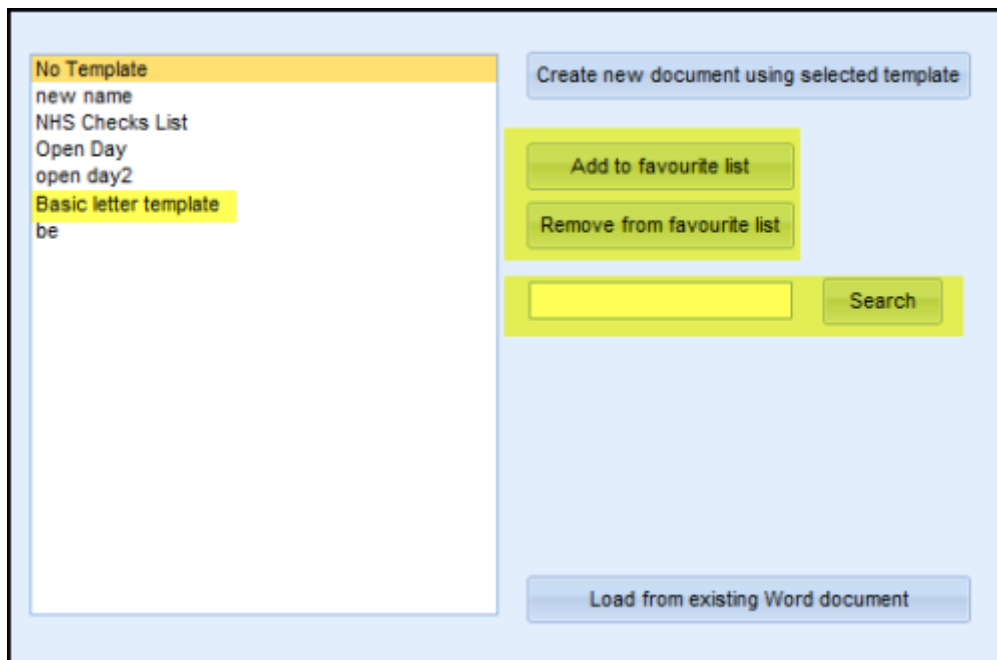 No Template
new name
NHS Checks List
Open Day
open day2
Basic letter template
be
Create new document using selected template
Add to favourite list
Remove from favourite list
Search
Load from existing Word document